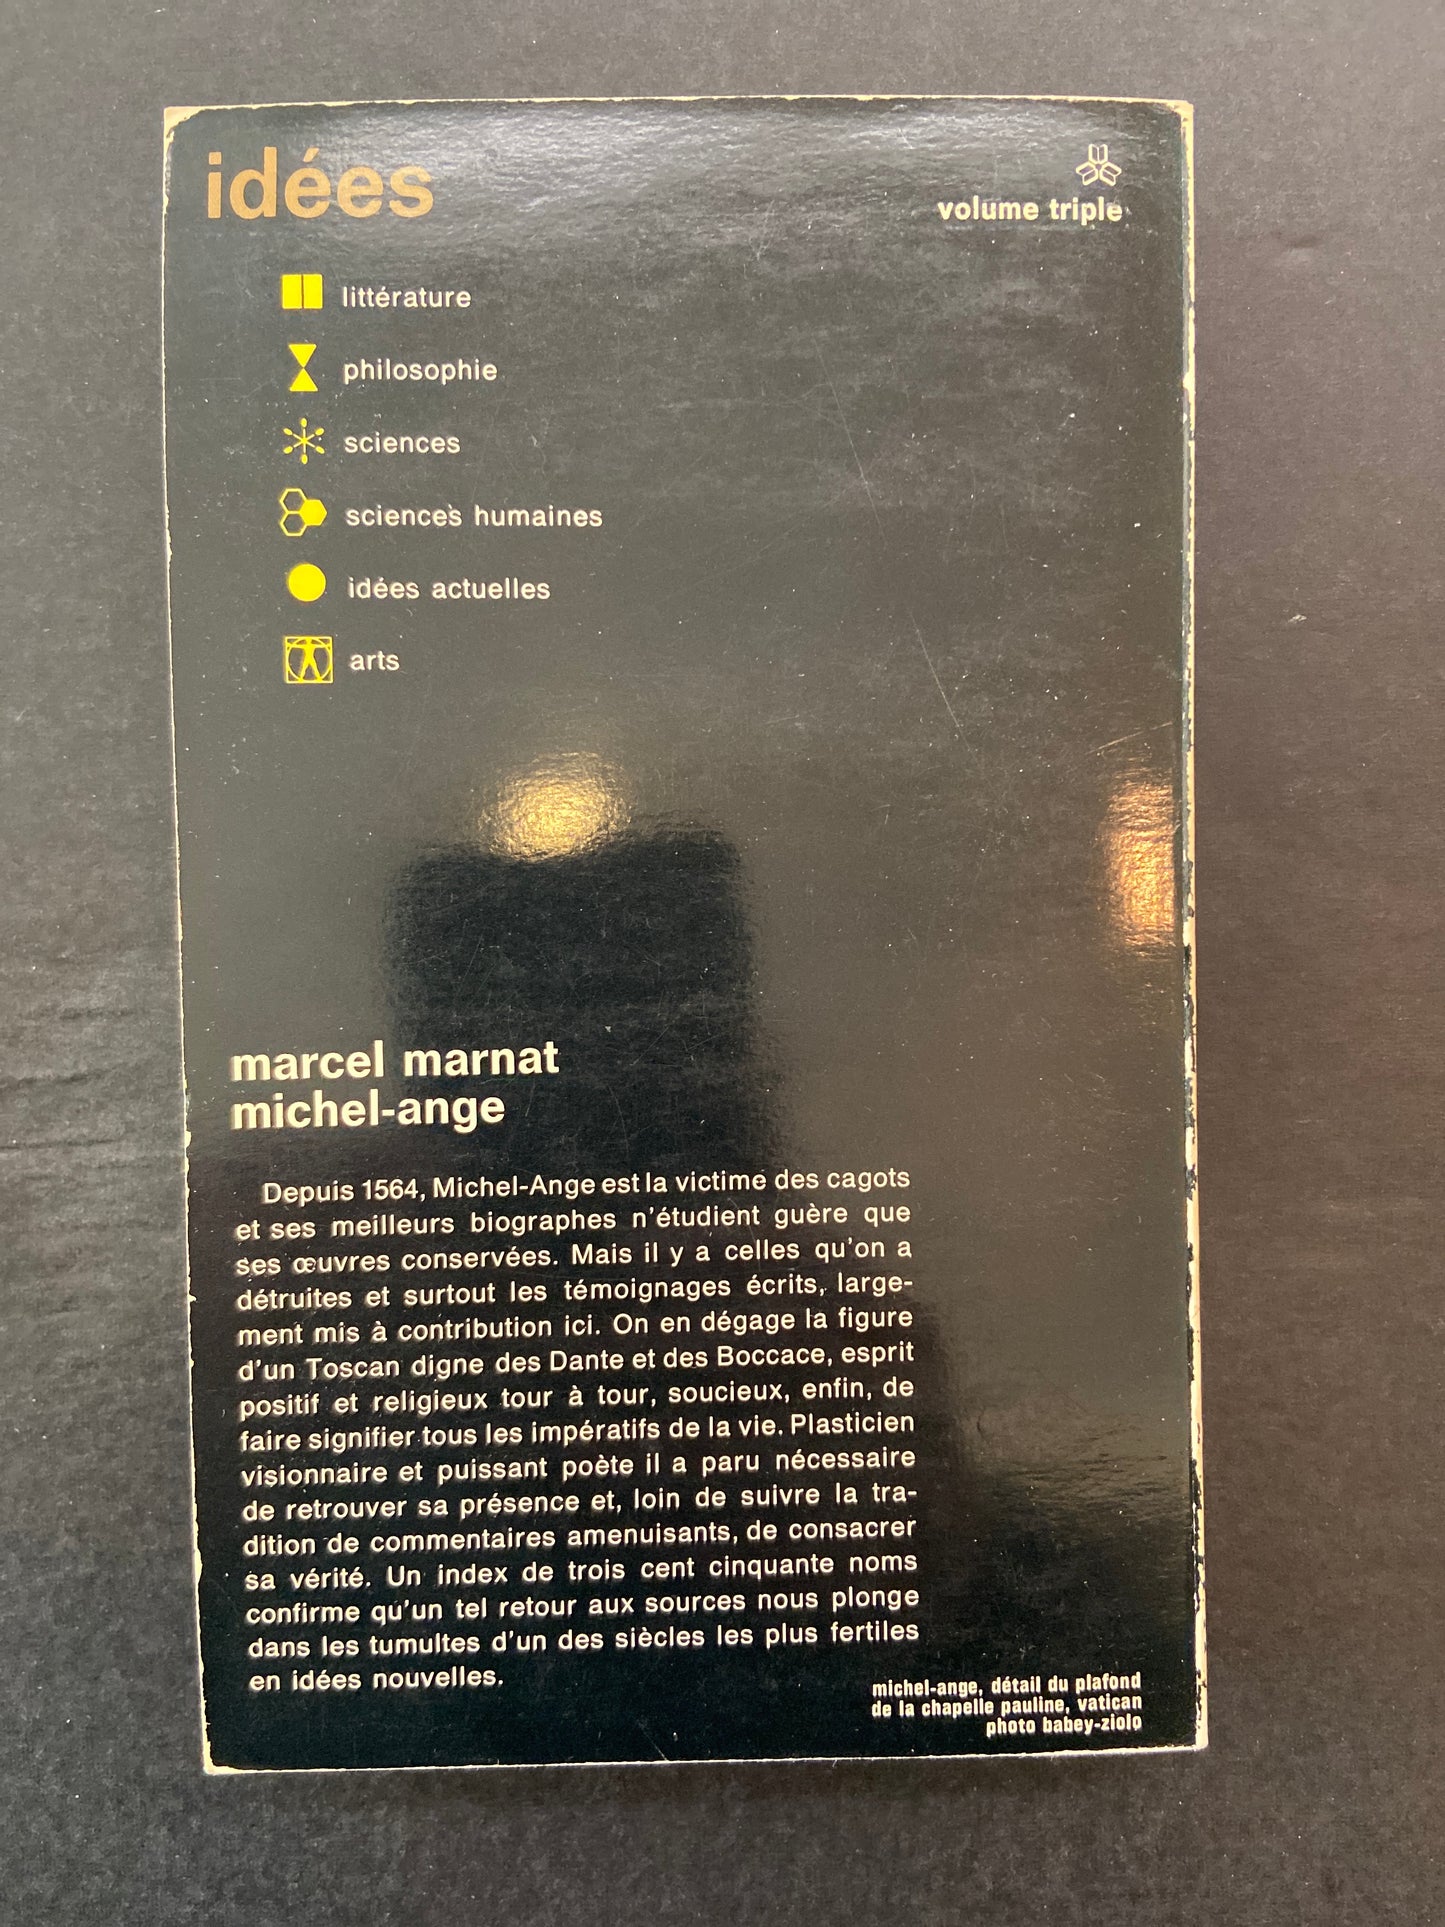 idées
volume triple
littérature
philosophie
sciences
sciences humaines
idées actuelles
arts
marcel marnat
michel-ange
Depuis 1564, Michel-Ange est la victime des cagots
et ses meilleurs biographes n'étudient guère que
ses œuvres conservées. Mais il y a celles qu'on a
détruites et surtout les témoignages écrits, large-
ment mis à contribution ici. On en dégage la figure
d'un Toscan digne des Dante et des Boccace, esprit
positif et religieux tour à tour, soucieux, enfin, de
faire signifier tous les impératifs de la vie. Plasticien
visionnaire et puissant poète il a paru nécessaire
de retrouver sa présence et, loin de suivre la tra-
dition de commentaires amenuisants, de consacrer
sa vérité. Un index de trois cent cinquante noms
confirme qu'un tel retour aux sources nous plonge
dans les tumultes d'un des siècles les plus fertiles
en idées nouvelles.
michel-ange, détail du plafond
de la chapelle pauline, vatican
photo babey-ziolo